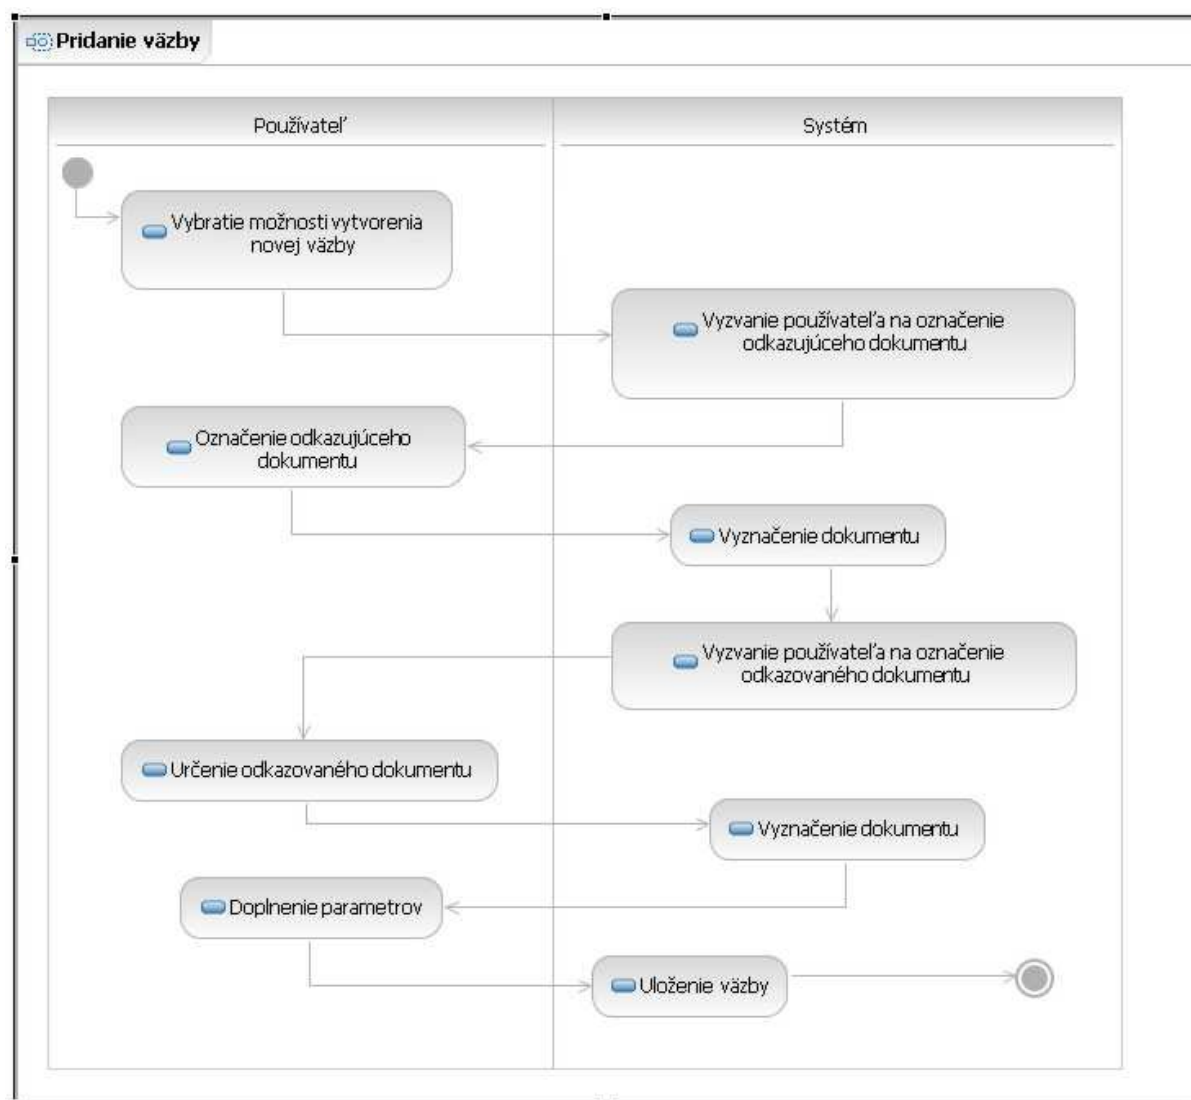 Pridanie väzby
Používateľ
Systém
Vybratie možnosti vytvorenia
novej väzby
Vyzvanie používateľa na označenie
odkazujúceho dokumentu
Označenie odkazujúceho
dokumentu
Vyznačenie dokumentu
Vyzvanie používateľa na označenie
odkazovaného dokumentu
Určenie odkazovaného dokumentu
Vyznačenie dokumentu
Doplnenie parametrov
Uloženie väzby